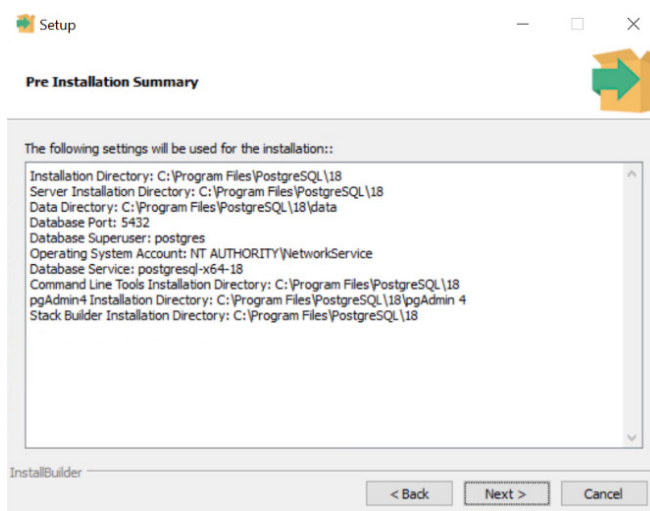 Setup
Pre Installation Summary
The following settings will be used for the installation::
Installation Directory: C:\Program Files\PostgreSQL\18
Server Installation Directory: C:\Program Files\PostgreSQL\18
Data Directory: C:\Program Files\PostgreSQL\18\data
Database Port: 5432
Database Superuser: postgres
Operating System Account: NT AUTHORITY\NetworkService
Database Service: postgresql-x64-18
Command Line Tools Installation Directory: C:\Program Files\PostgreSQL\18
pgAdmin4 Installation Directory: C:\Program Files\PostgreSQL\18\pgAdmin 4
Stack Builder Installation Directory: C:\Program Files\PostgreSQL\18
InstallBuilder
< Back Next > Cancel